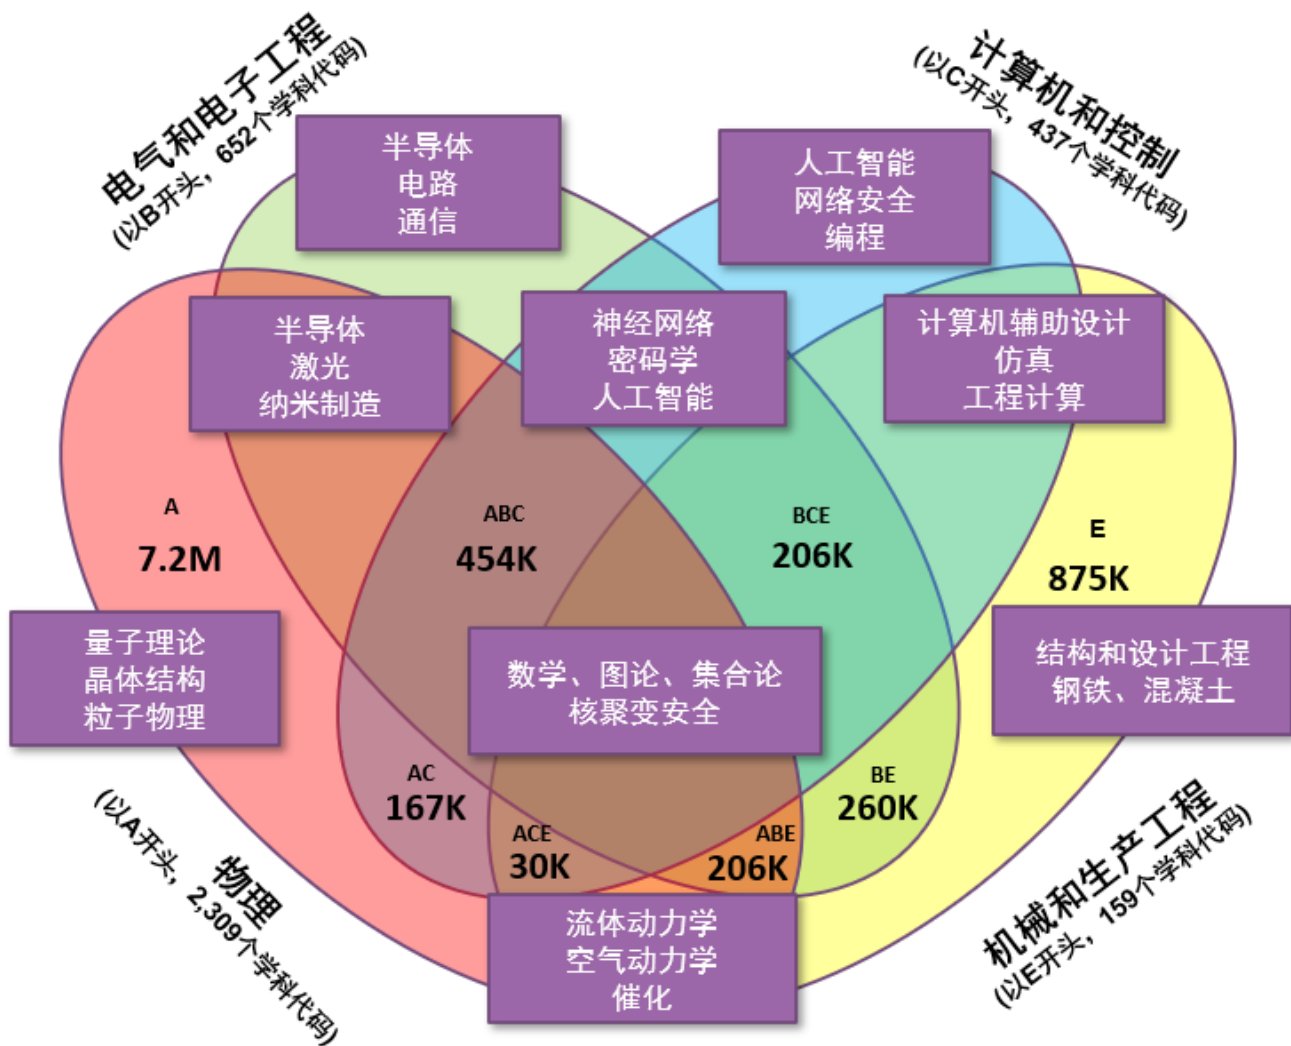 电气和电子工程
(以B开头，652个学科代码)
计算机和控制
(以C开头，437个学科代码)
半导体
电路
通信
人工智能
网络安全
编程
半导体
激光
纳米制造
神经网络
密码学
人工智能
计算机辅助设计
仿真
工程计算
A
7.2M
ABC
454K
BCE
206K
E
875K
量子理论
晶体结构
粒子物理
数学、图论、集合论
核聚变安全
结构和设计工程
钢铁、混凝土
AC
167K
BE
260K
ACE
30K
ABE
206K
物理
(以A开头，2,309个学科代码)
流体动力学
空气动力学
催化
机械和生产工程
(以E开头，159个学科代码)